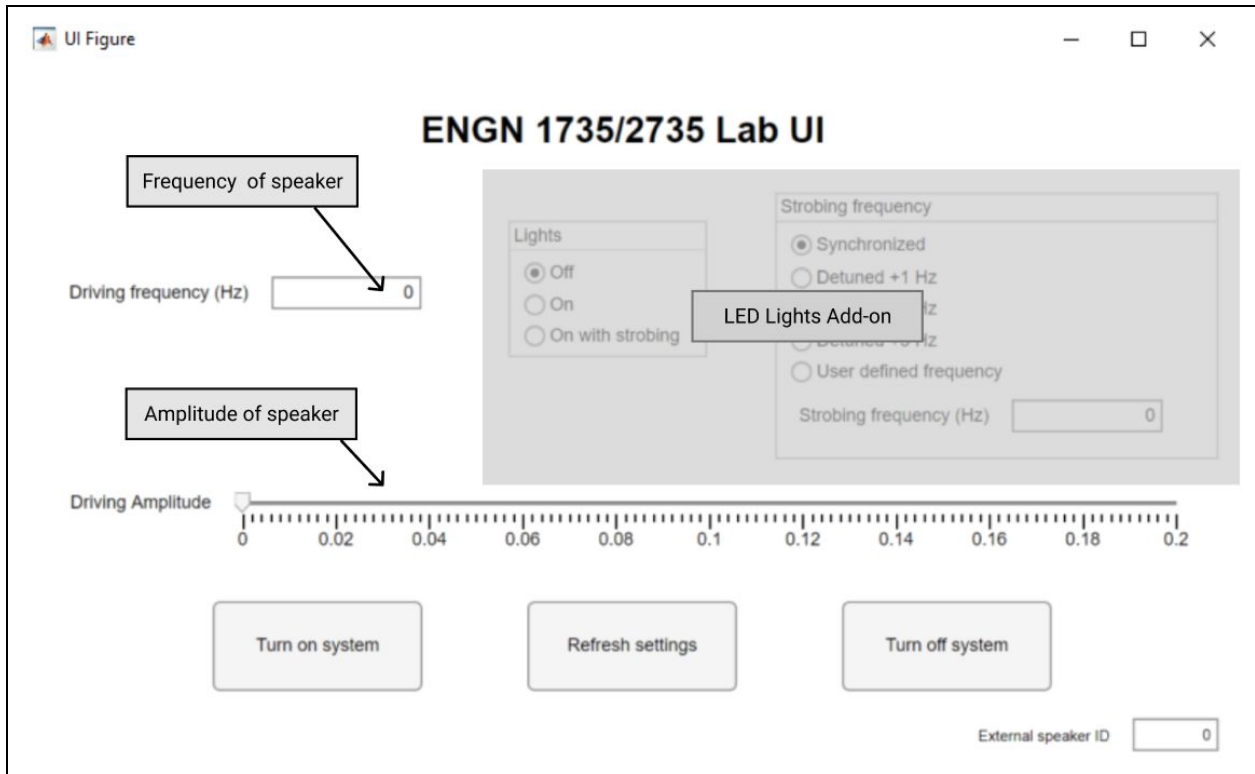 UI Figure
ENGN 1735/2735 Lab UI
Frequency of speaker
Driving frequency (Hz)
0
Lights
Off
On
On with strobing
Strobing frequency
Synchronized
Detuned +1 Hz
Hz
Hz
User defined frequency
Strobing frequency (Hz)
0
LED Lights Add-on
Amplitude of speaker
Driving Amplitude
0 0.02 0.04 0.06 0.08 0.1 0.12 0.14 0.16 0.18 0.2
Turn on system
Refresh settings
Turn off system
External speaker ID
0